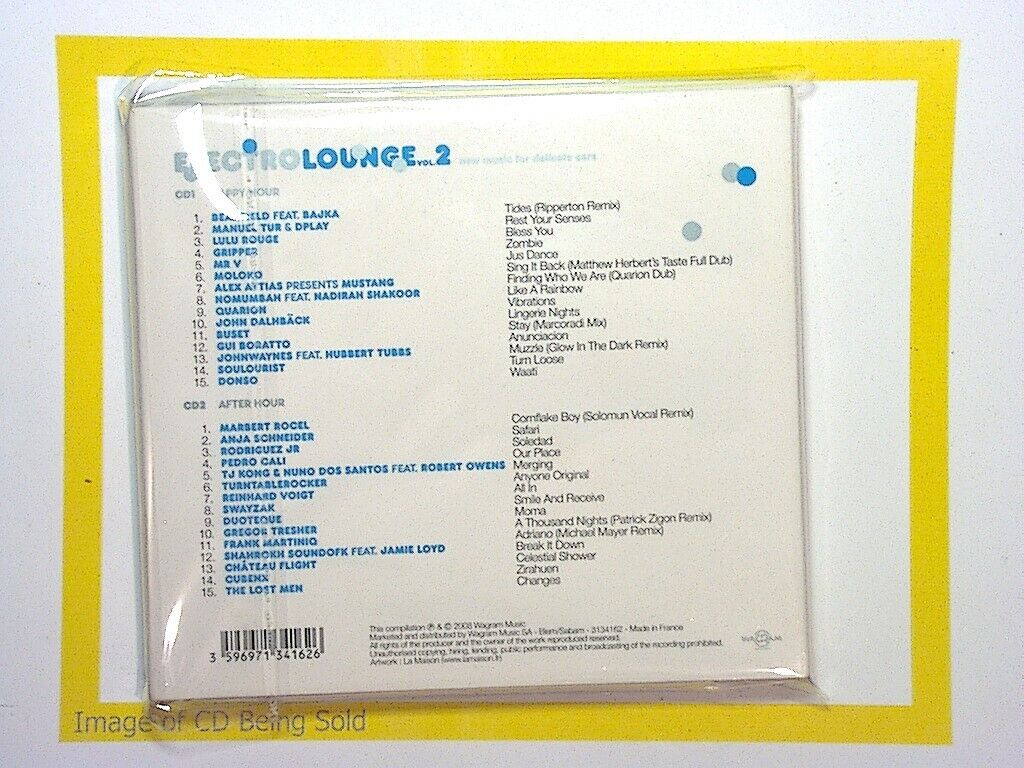 ELECTROLOUNGE VOL.2 new music for delicate ears
CD1 HAPPY HOUR
1. BEANFIELD FEAT. BAJKA Tides (Ripperton Remix)
2. MANUEL TUR & DPLAY Rest Your Senses
3. LULU ROUGE Bless You
4. GRIPPER Zombie
5. MR V Jus Dance
6. MOLOKO Sing It Back (Matthew Herbert's Taste Full Dub)
7. ALEX ATTIAS PRESENTS MUSTANG Finding Who We Are (Quarion Dub)
8. NOMUMBAH FEAT. NADIRAH SHAKOOR Like A Rainbow
9. QUARION Vibrations
10. JOHN DALHBÄCK Lingerie Nights
11. BUSET Stay (Marcoradi Mix)
12. GUI BORATTO Anunciacion
13. JOHNWAYNES FEAT. HUBBERT TUBBS Muzzle (Glow In The Dark Remix)
14. SOULOURIST Turn Loose
15. DONSO Waati
CD2 AFTER HOUR
1. MARBERT ROCEL Cornflake Boy (Solomun Vocal Remix)
2. ANJA SCHNEIDER Safari
3. RODRIGUEZ JR Soledad
4. PEDRO GALI Our Place
5. TJ KONG & NUNO DOS SANTOS FEAT. ROBERT OWENS Merging
6. TURNTABLEROCKER Anyone Original
7. REINHARD VOIGT All In
8. SWAYZAK Smile And Receive
9. DUOTEQUE Moma
10. GREGOR TRESHER A Thousand Nights (Patrick Zigon Remix)
11. FRANK MARTINIQ Adriano (Michael Mayer Remix)
12. SHAHROKH SOUNDOFK FEAT. JAMIE LOYD Break It Down
13. CHÂTEAU FLIGHT Celestial Shower
14. CUBENX Zirahuen
15. THE LOST MEN Changes
This compilation ℗ & © 2008 Wagram Music
Marketed and distributed by Wagram Music SA - Biem/Sabam - 3134162 - Made in France
All rights of the producer and the owner of the work reproduced reserved.
Unauthorised copying, hiring, lending, public performance and broadcasting of the recording prohibited.
Artwork : La Maison (www.lamaison.fr)
3 596971 341626
WAGRAM
Image of CD Being Sold